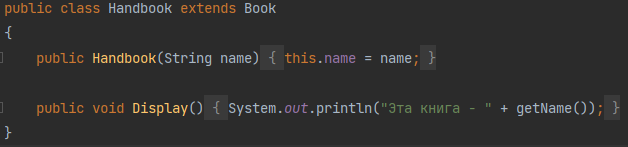 public class Handbook extends Book
{
public Handbook(String name) { this.name = name; }
public void Display() { System.out.println("Эта книга - " + getName()); }
}